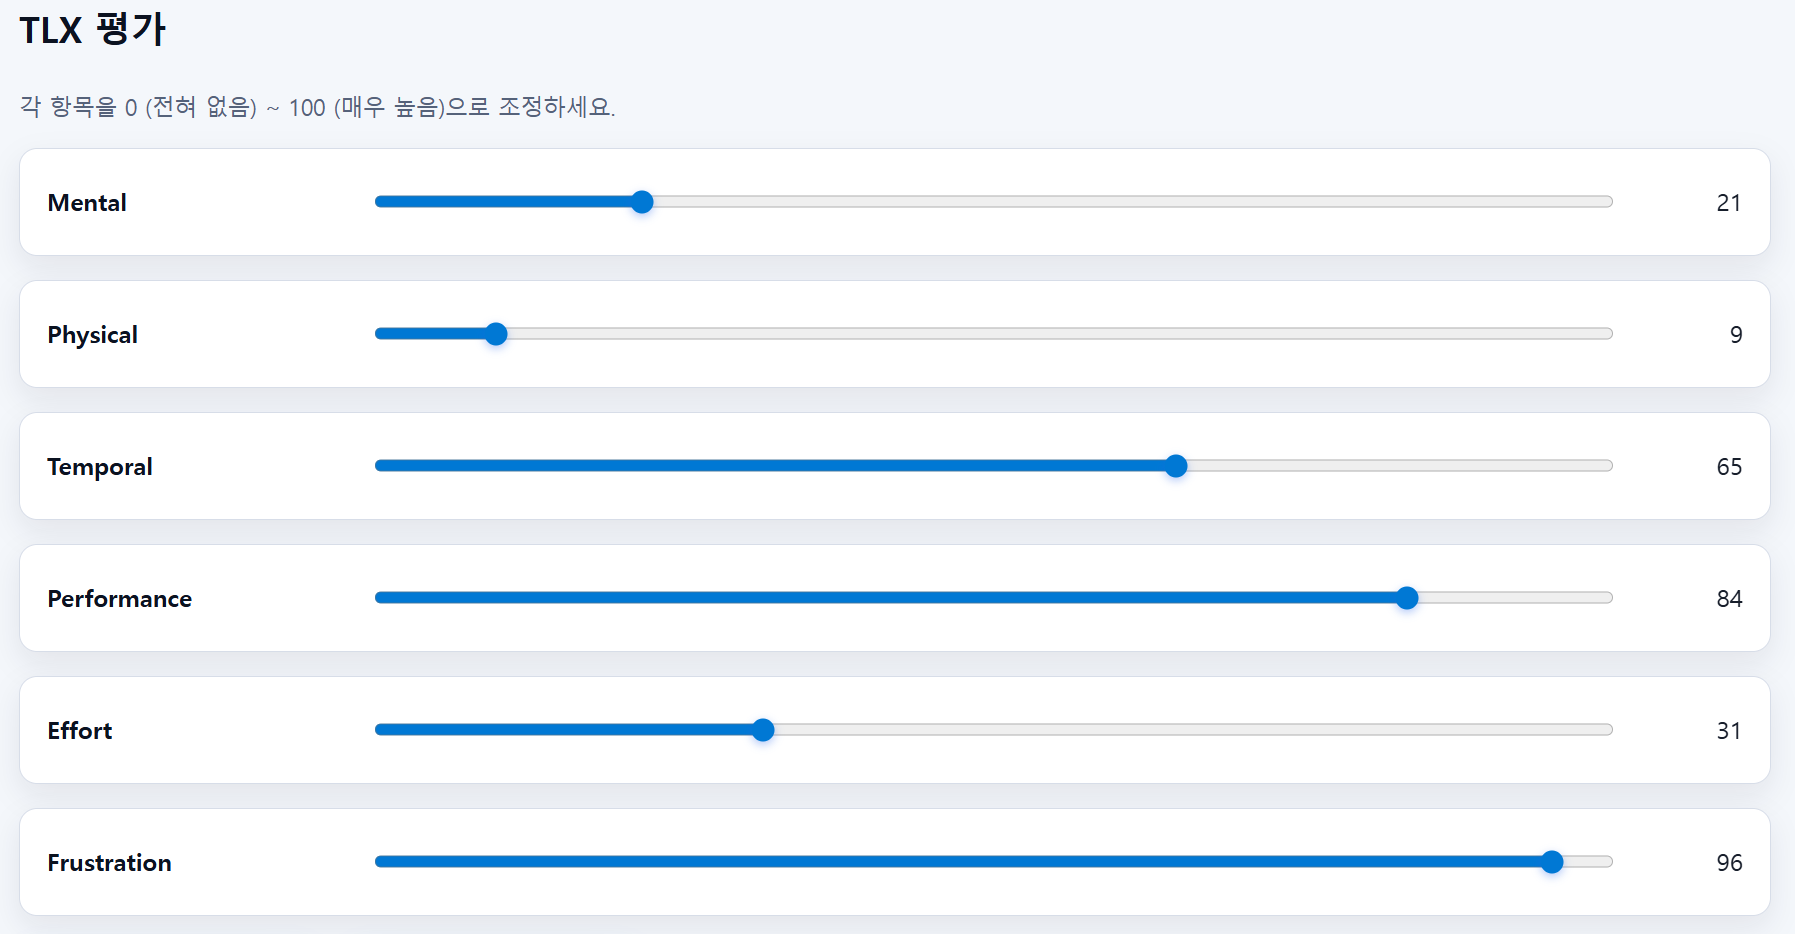 TLX 평가
각 항목을 0 (전혀 없음) ~ 100 (매우 높음)으로 조정하세요.
Mental 21
Physical 9
Temporal 65
Performance 84
Effort 31
Frustration 96